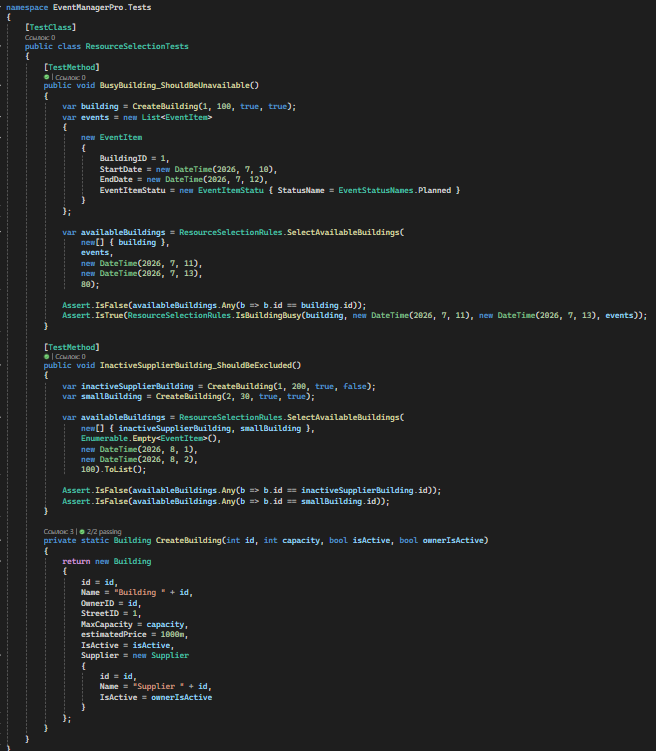 namespace EventManagerPro.Tests
{
[TestClass]
Ссылок: 0
public class ResourceSelectionTests
{
[TestMethod]
| Ссылок: 0
public void BusyBuilding_ShouldBeUnavailable()
{
var building = CreateBuilding(1, 100, true, true);
var events = new List<EventItem>
{
new EventItem
{
BuildingID = 1,
StartDate = new DateTime(2026, 7, 10),
EndDate = new DateTime(2026, 7, 12),
EventItemStatu = new EventItemStatu { StatusName = EventStatusNames.Planned }
}
};
var availableBuildings = ResourceSelectionRules.SelectAvailableBuildings(
new[] { building },
events,
new DateTime(2026, 7, 11),
new DateTime(2026, 7, 13),
80);
Assert.IsFalse(availableBuildings.Any(b => b.id == building.id));
Assert.IsTrue(ResourceSelectionRules.IsBuildingBusy(building, new DateTime(2026, 7, 11), new DateTime(2026, 7, 13), events));
}
[TestMethod]
| Ссылок: 0
public void InactiveSupplierBuilding_ShouldBeExcluded()
{
var inactiveSupplierBuilding = CreateBuilding(1, 200, true, false);
var smallBuilding = CreateBuilding(2, 30, true, true);
var availableBuildings = ResourceSelectionRules.SelectAvailableBuildings(
new[] { inactiveSupplierBuilding, smallBuilding },
Enumerable.Empty<EventItem>(),
new DateTime(2026, 8, 1),
new DateTime(2026, 8, 2),
100).ToList();
Assert.IsFalse(availableBuildings.Any(b => b.id == inactiveSupplierBuilding.id));
Assert.IsFalse(availableBuildings.Any(b => b.id == smallBuilding.id));
}
Ссылок: 3 | 2/2 passing
private static Building CreateBuilding(int id, int capacity, bool isActive, bool ownerIsActive)
{
return new Building
{
id = id,
Name = "Building " + id,
OwnerID = id,
StreetID = 1,
MaxCapacity = capacity,
estimatedPrice = 1000m,
IsActive = isActive,
Supplier = new Supplier
{
id = id,
Name = "Supplier " + id,
IsActive = ownerIsActive
}
};
}
}
}